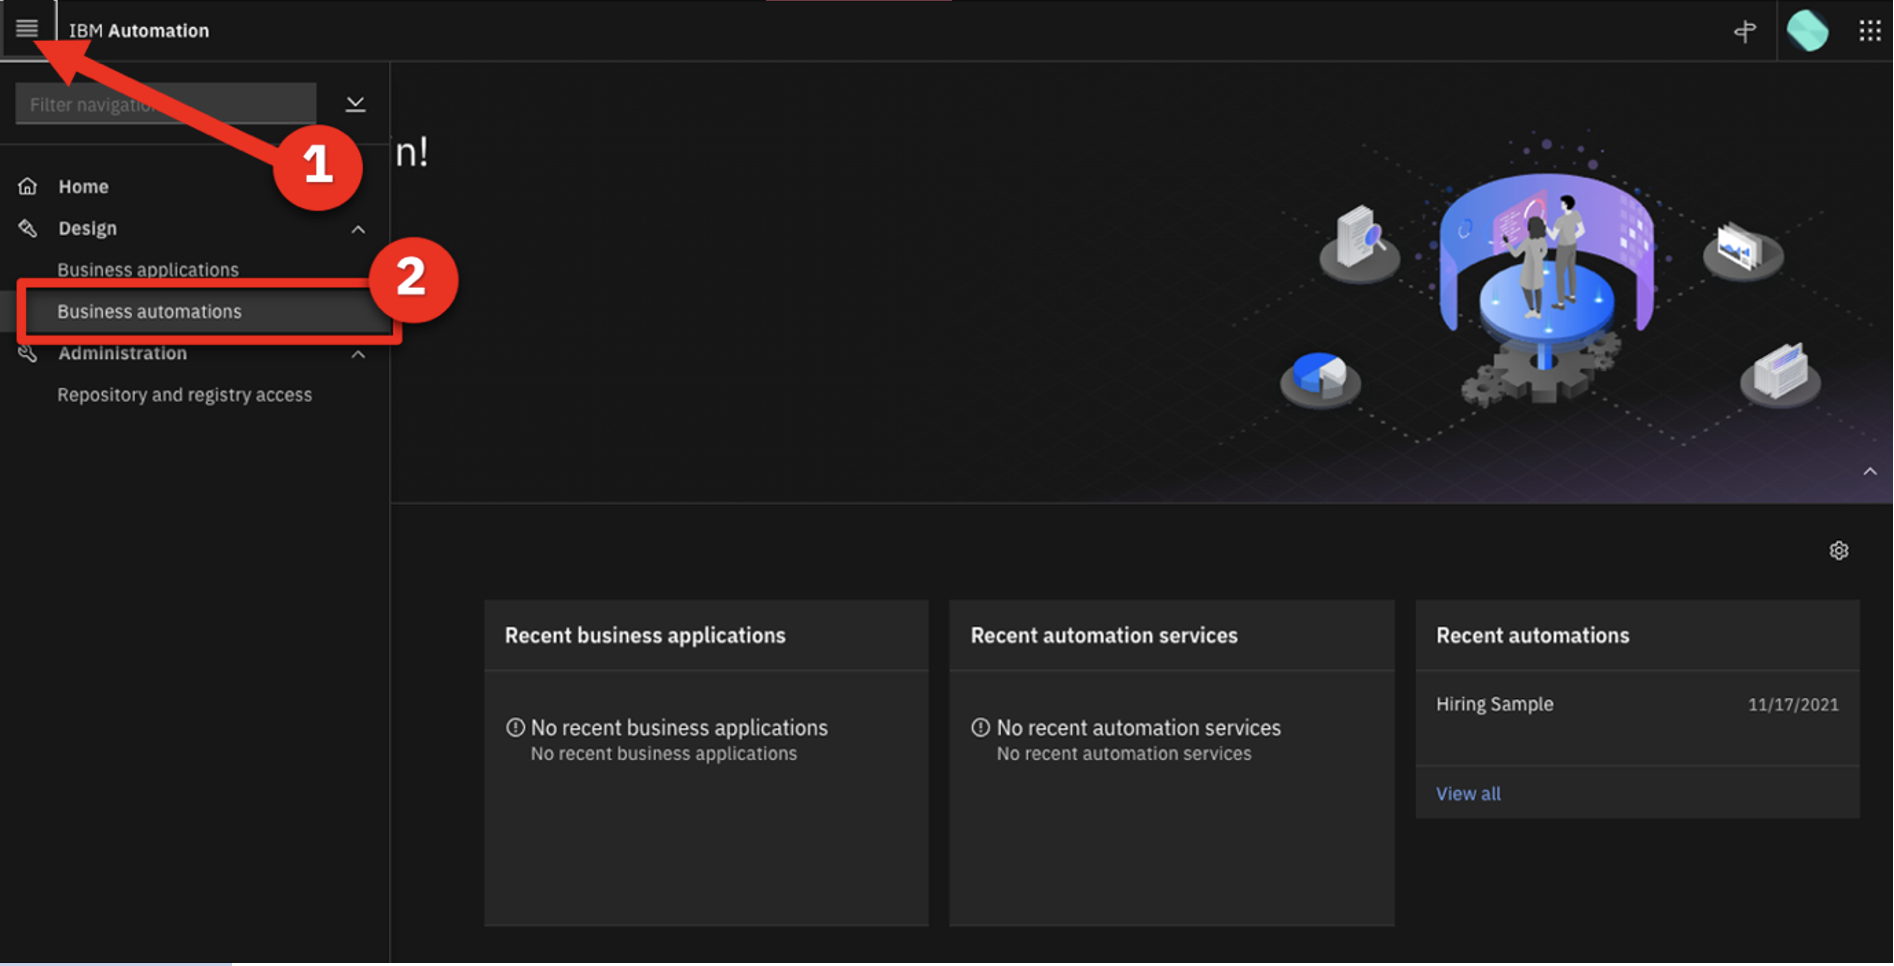 IBM Automation
Filter navigation
1
n!
Home
Design
Business applications
2
Business automations
Administration
Repository and registry access
Recent business applications
No recent business applications
No recent business applications
Recent automation services
No recent automation services
No recent automation services
Recent automations
Hiring Sample 11/17/2021
View all